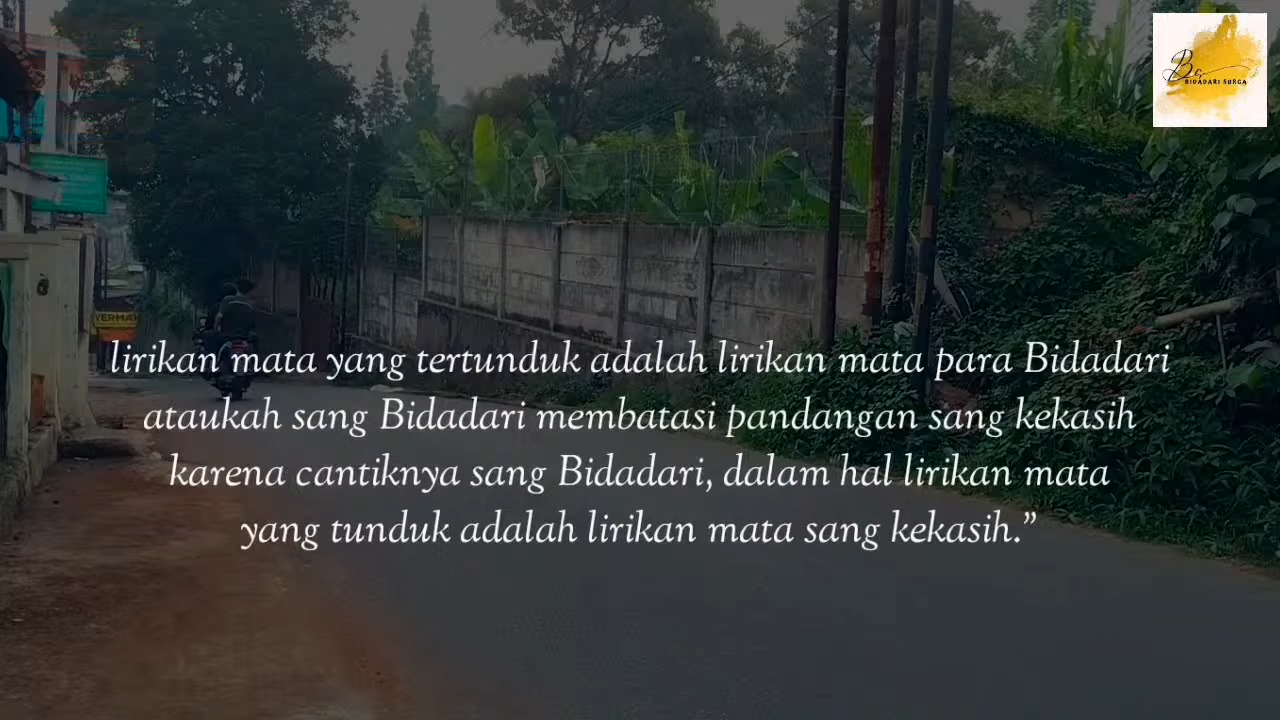 Bs
BIDADARI SURGA
lirikan mata yang tertunduk adalah lirikan mata para Bidadari
ataukah sang Bidadari membatasi pandangan sang kekasih
karena cantiknya sang Bidadari, dalam hal lirikan mata
yang tunduk adalah lirikan mata sang kekasih.”